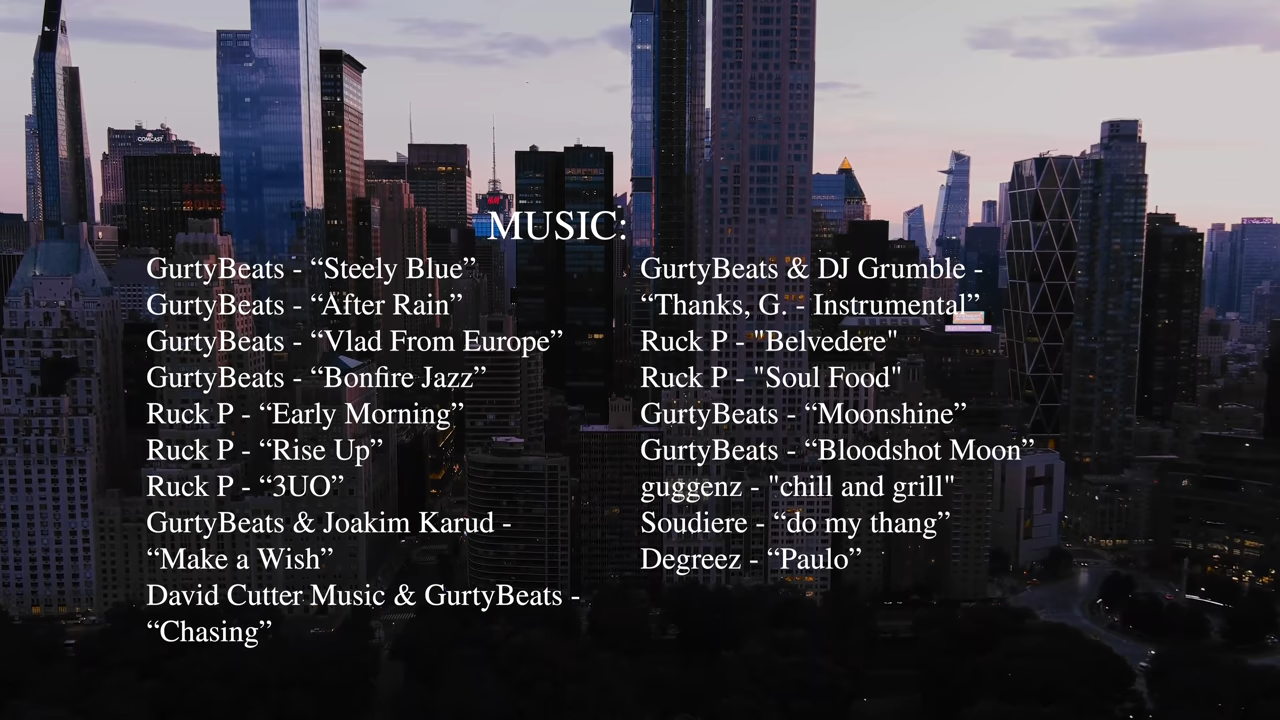 COMCAST
MUSIC:
GurtyBeats - “Steely Blue”
GurtyBeats - “After Rain”
GurtyBeats - “Vlad From Europe”
GurtyBeats - “Bonfire Jazz”
Ruck P - “Early Morning”
Ruck P - “Rise Up”
Ruck P - “3UO”
GurtyBeats & Joakim Karud -
“Make a Wish”
David Cutter Music & GurtyBeats -
“Chasing”
GurtyBeats & DJ Grumble -
“Thanks, G. - Instrumental”
Ruck P - "Belvedere"
Ruck P - "Soul Food"
GurtyBeats - “Moonshine”
GurtyBeats - “Bloodshot Moon”
guggenz - "chill and grill"
Soudiere - “do my thang”
Degreez - “Paulo”